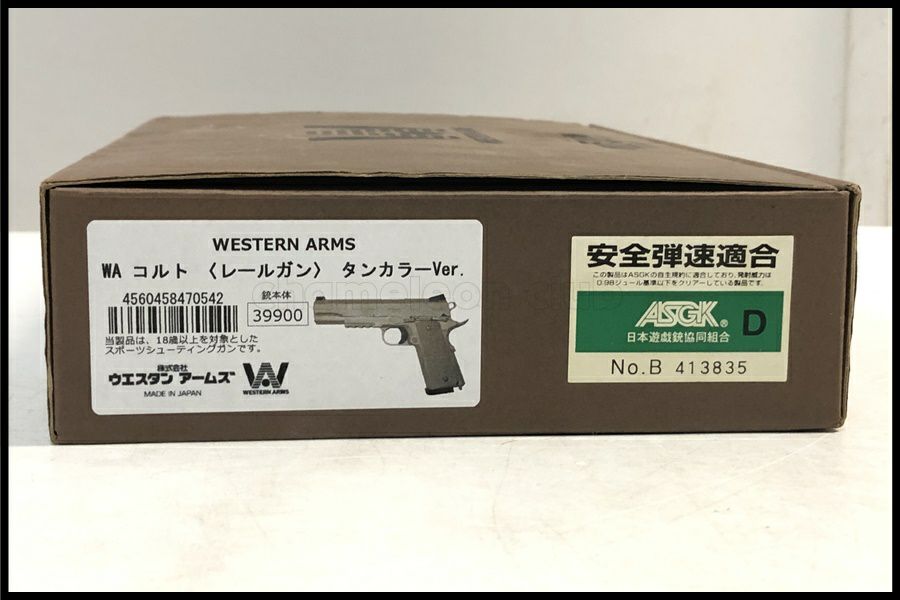 WESTERN ARMS
WA コルト 〈レールガン〉 タンカラーVer.
4560458470542
銃本体
39900
当製品は、18歳以上を対象とした
スポーツシューティングガンです。
株式会社
ウエスタン アームズ
MADE IN JAPAN
WESTERN ARMS
安全弾速適合
この製品はASGKの自主規約に適合しており、発射威力は
0.98ジュール基準以下をクリアーしている製品です。
ASGK® D
日本遊戯銃協同組合
No.B 413835